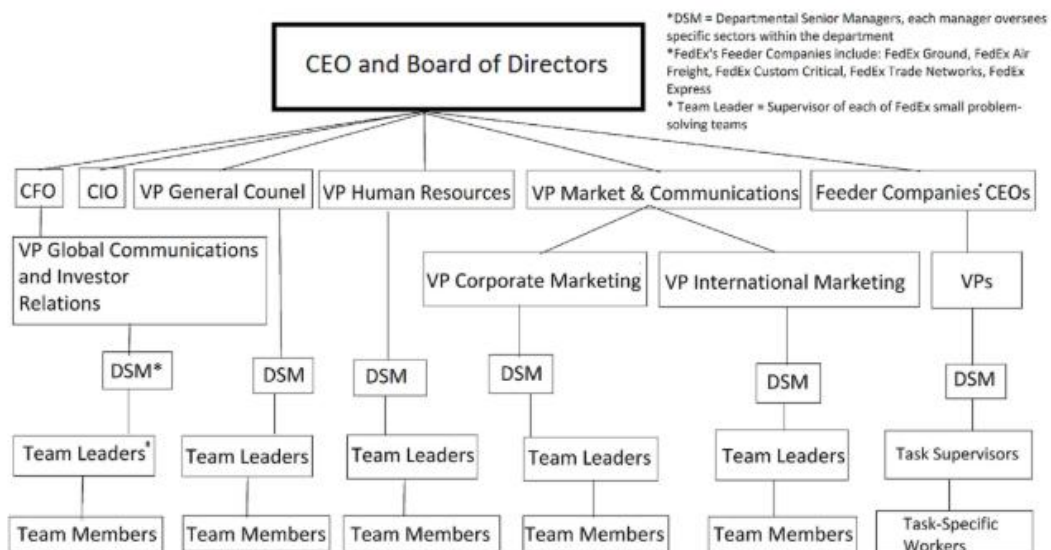 *DSM = Departmental Senior Managers, each manager oversees
specific sectors within the department
*FedEx's Feeder Companies include: FedEx Ground, FedEx Air
Freight, FedEx Custom Critical, FedEx Trade Networks, FedEx
Express
* Team Leader = Supervisor of each of FedEx small problem-
solving teams
CEO and Board of Directors
CFO
CIO
VP General Counel
VP Human Resources
VP Market & Communications
Feeder Companies* CEOs
VP Global Communications
and Investor
Relations
VP Corporate Marketing
VP International Marketing
VPs
DSM*
DSM
DSM
DSM
DSM
DSM
Team Leaders*
Team Leaders
Team Leaders
Team Leaders
Team Leaders
Task Supervisors
Team Members
Team Members
Team Members
Team Members
Team Members
Task-Specific
Workers